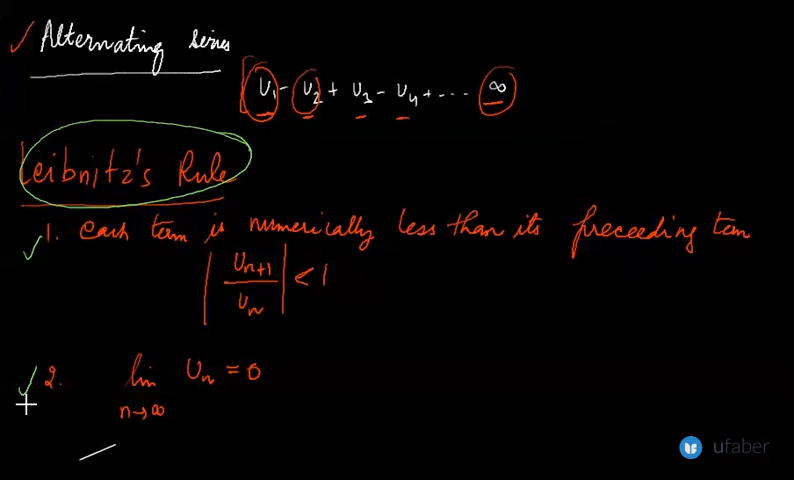 Alternating series
U1 - U2 + U3 - U4 + .... ∞
Leibnitz's Rule
1. Each term is numerically less than its preceeding tem
|Un+1 / Un| < 1
2. lim n→∞ Un = 0
ufaber